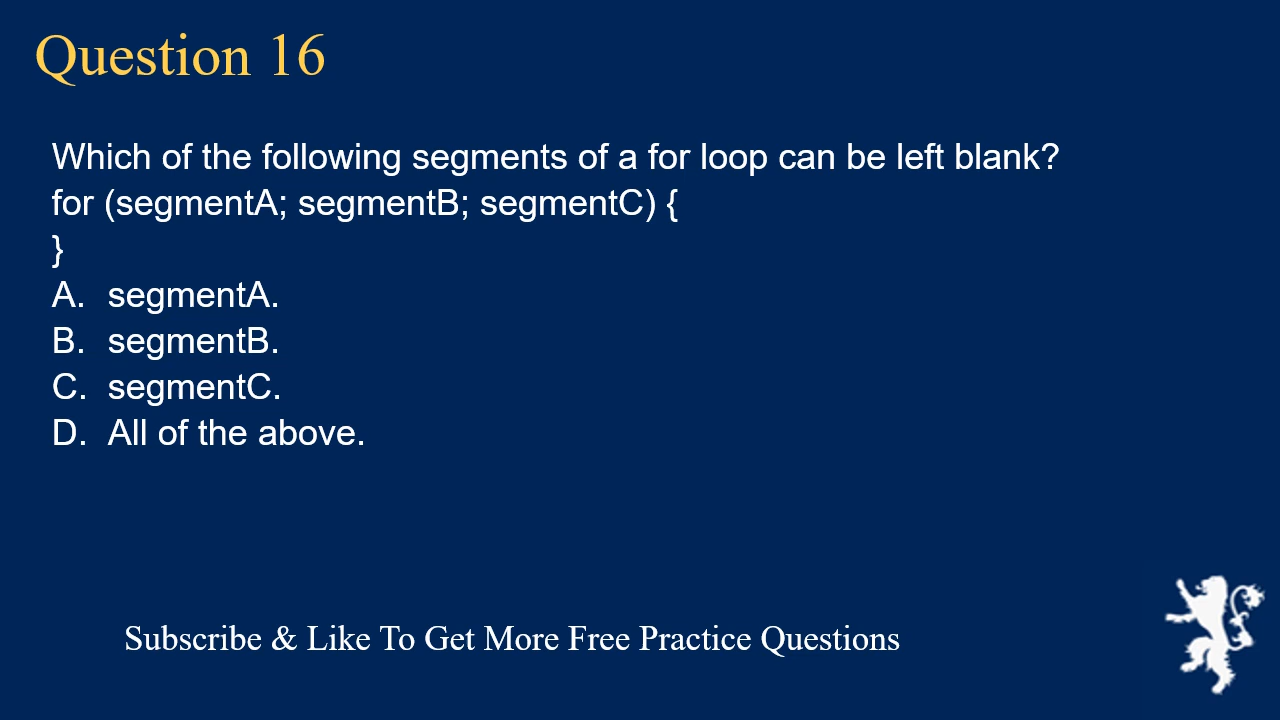 Question 16
Which of the following segments of a for loop can be left blank?
for (segmentA; segmentB; segmentC) {
}
A. segmentA.
B. segmentB.
C. segmentC.
D. All of the above.
Subscribe & Like To Get More Free Practice Questions